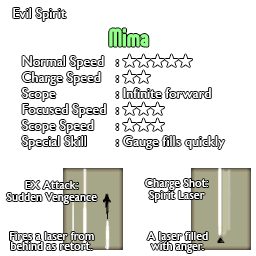 Evil Spirit
Mima
Normal Speed : ☆☆☆☆☆
Charge Speed : ☆☆
Scope : Infinite forward
Focused Speed : ☆☆☆
Scope Speed : ☆☆☆
Special Skill : Gauge fills quickly
EX Attack:
Sudden Vengeance
Fires a laser from
behind as retort.
Charge Shot:
Spirit Laser
A laser filled
with anger.